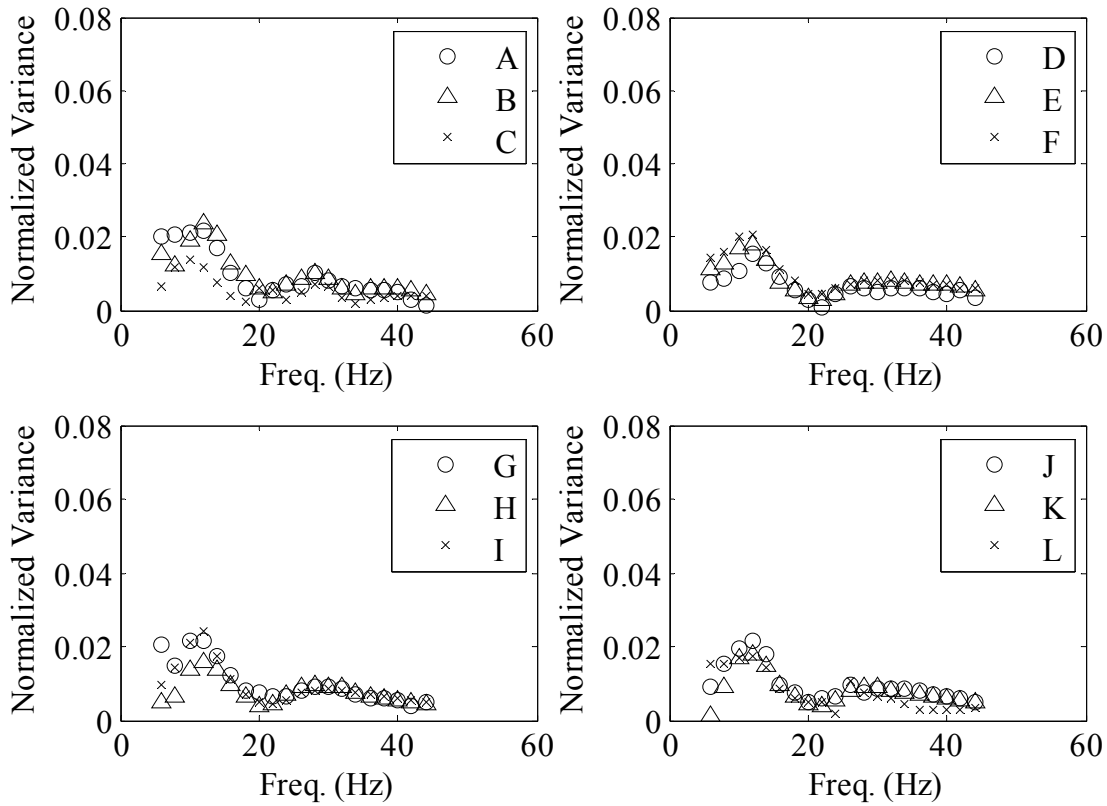 0.08
0.06
0.04
0.02
0
Normalized Variance
0 20 40 60
Freq. (Hz)
A
B
C
0.08
0.06
0.04
0.02
0
Normalized Variance
0 20 40 60
Freq. (Hz)
D
E
F
0.08
0.06
0.04
0.02
0
Normalized Variance
0 20 40 60
Freq. (Hz)
G
H
I
0.08
0.06
0.04
0.02
0
Normalized Variance
0 20 40 60
Freq. (Hz)
J
K
L